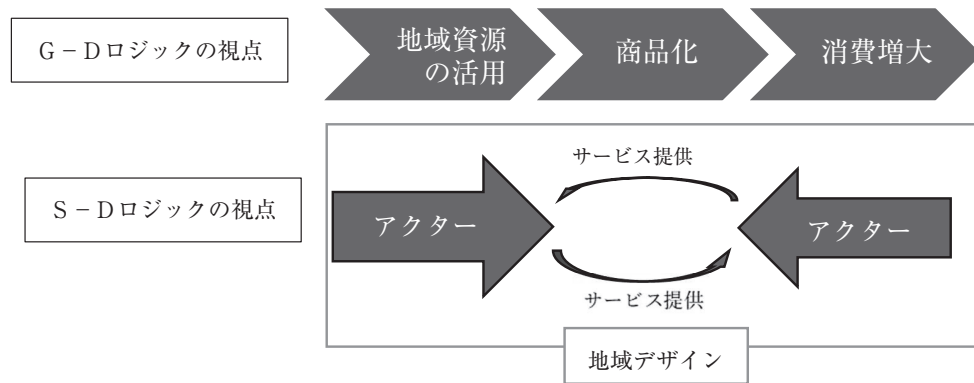 G－Dロジックの視点
地域資源
の活用
商品化
消費増大
S－Dロジックの視点
サービス提供
アクター
アクター
サービス提供
地域デザイン